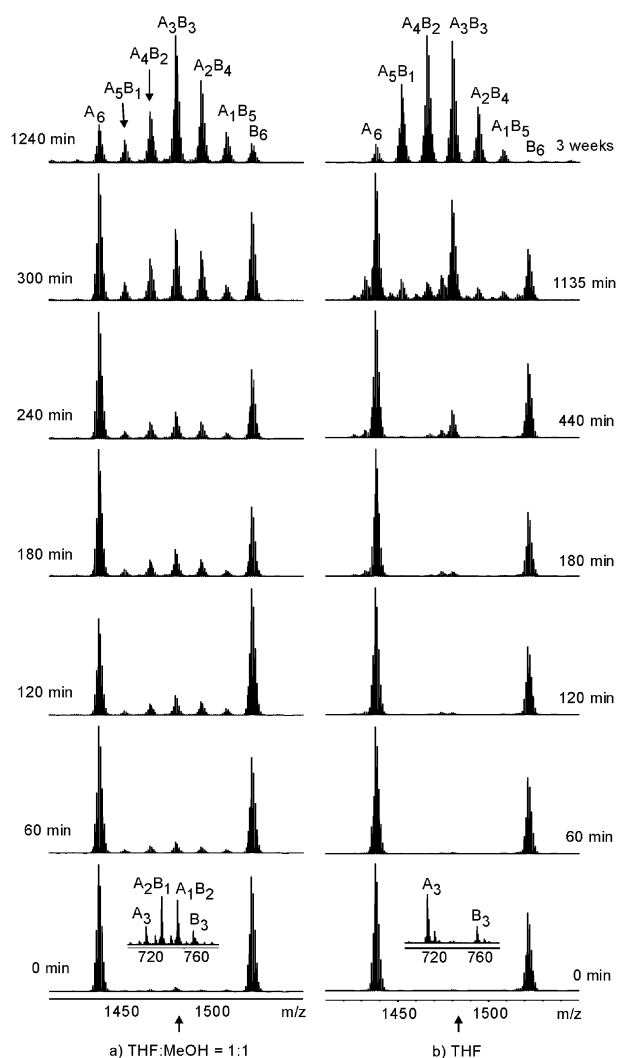 A3B3
A4B2
A2B4
A5B1
A6
A1B5
B6
1240 min
300 min
240 min
180 min
120 min
60 min
A2B1
A1B2
A3
B3
720 760
0 min
1450 1500 m/z
a) THF:MeOH = 1:1
A4B2
A3B3
A5B1
A2B4
A6
A1B5
B6
3 weeks
1135 min
440 min
180 min
120 min
60 min
A3
B3
720 760
0 min
1450 1500 m/z
b) THF